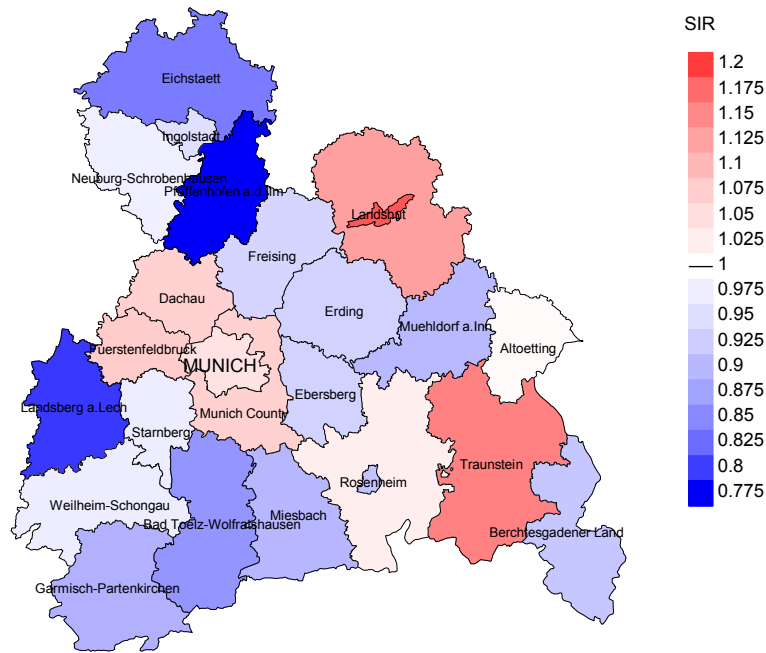 SIR
1.2
1.175
1.15
1.125
1.1
1.075
1.05
1.025
1
0.975
0.95
0.925
0.9
0.875
0.85
0.825
0.8
0.775
Eichstaett
Ingolstadt
Neuburg-Schrobenhausen
Pfaffenhofen a.d.Ilm
Landshut
Freising
Dachau
Erding
Muehldorf a.Inn
Altoetting
Fuerstenfeldbruck
MUNICH
Ebersberg
Landsberg a.Lech
Munich County
Starnberg
Traunstein
Rosenheim
Weilheim-Schongau
Miesbach
Bad Toelz-Wolfratshausen
Berchtesgadener Land
Garmisch-Partenkirchen